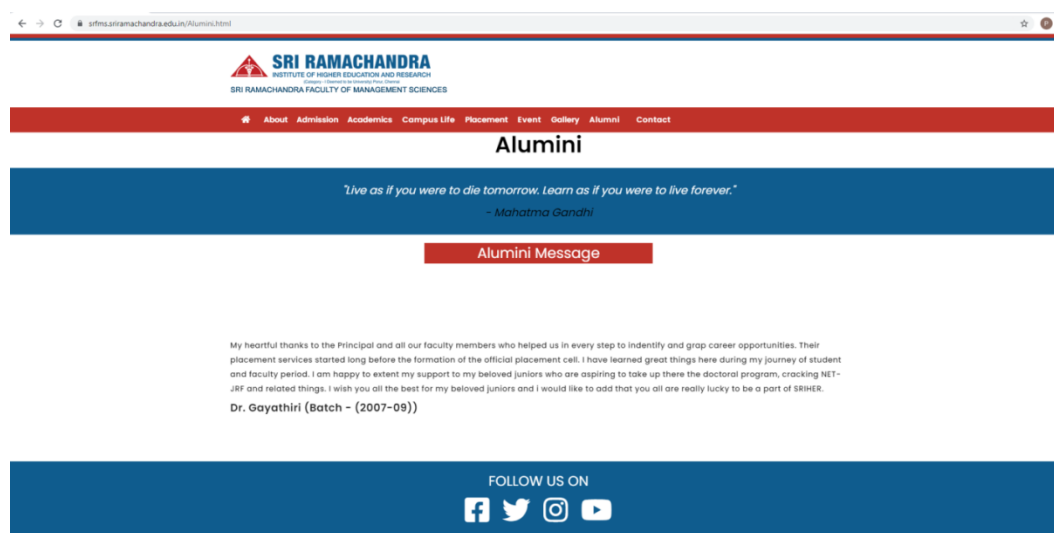 srfms.sriramachandra.edu.in/Alumini.html
P
SRI RAMACHANDRA
INSTITUTE OF HIGHER EDUCATION AND RESEARCH
(Category - I Deemed to be University) Porur, Chennai
SRI RAMACHANDRA FACULTY OF MANAGEMENT SCIENCES
About Admission Academics Campus Life Placement Event Gallery Alumni Contact
Alumini
"Live as if you were to die tomorrow. Learn as if you were to live forever."
- Mahatma Gandhi
Alumini Message
My heartful thanks to the Principal and all our faculty members who helped us in every step to indentify and grap career opportunities. Their
placement services started long before the formation of the official placement cell. I have learned great things here during my journey of student
and faculty period. I am happy to extent my support to my beloved juniors who are aspiring to take up there the doctoral program, cracking NET-
JRF and related things. I wish you all the best for my beloved juniors and i would like to add that you all are really lucky to be a part of SRIHER.
Dr. Gayathiri (Batch - (2007-09))
FOLLOW US ON